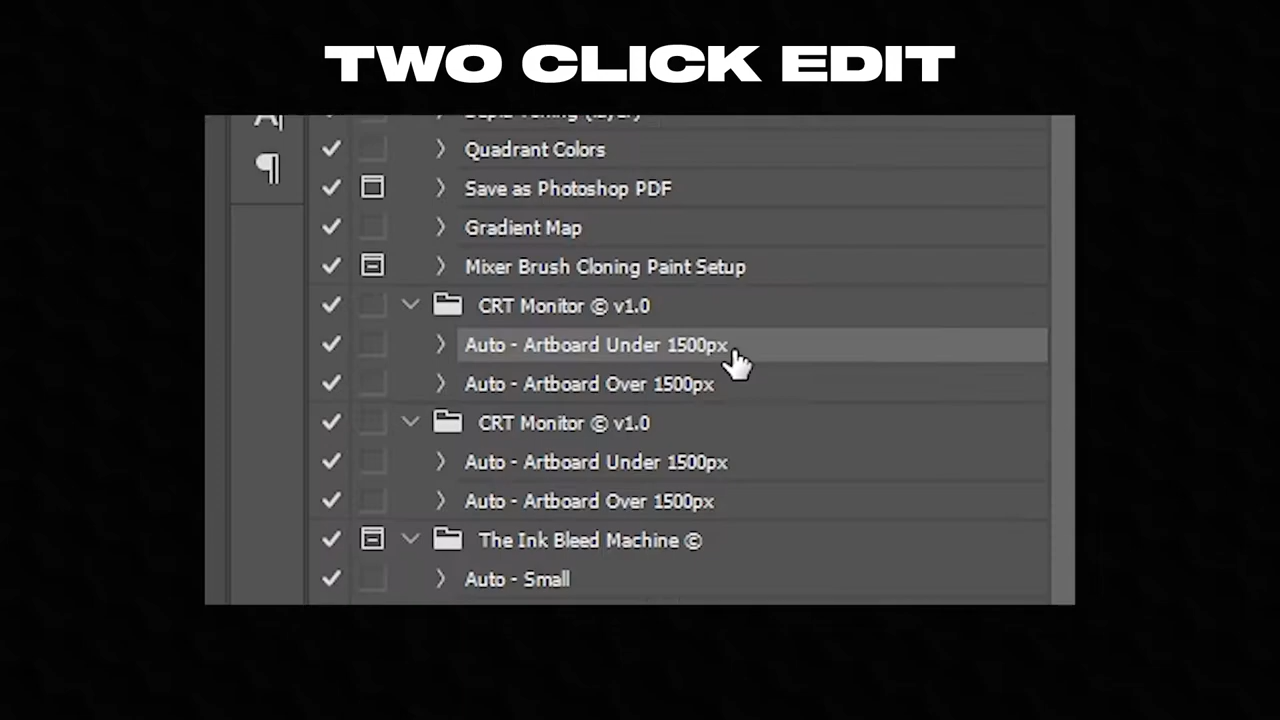 TWO CLICK EDIT
Quadrant Colors
Save as Photoshop PDF
Gradient Map
Mixer Brush Cloning Paint Setup
CRT Monitor © v1.0
Auto - Artboard Under 1500px
Auto - Artboard Over 1500px
CRT Monitor © v1.0
Auto - Artboard Under 1500px
Auto - Artboard Over 1500px
The Ink Bleed Machine ©
Auto - Small